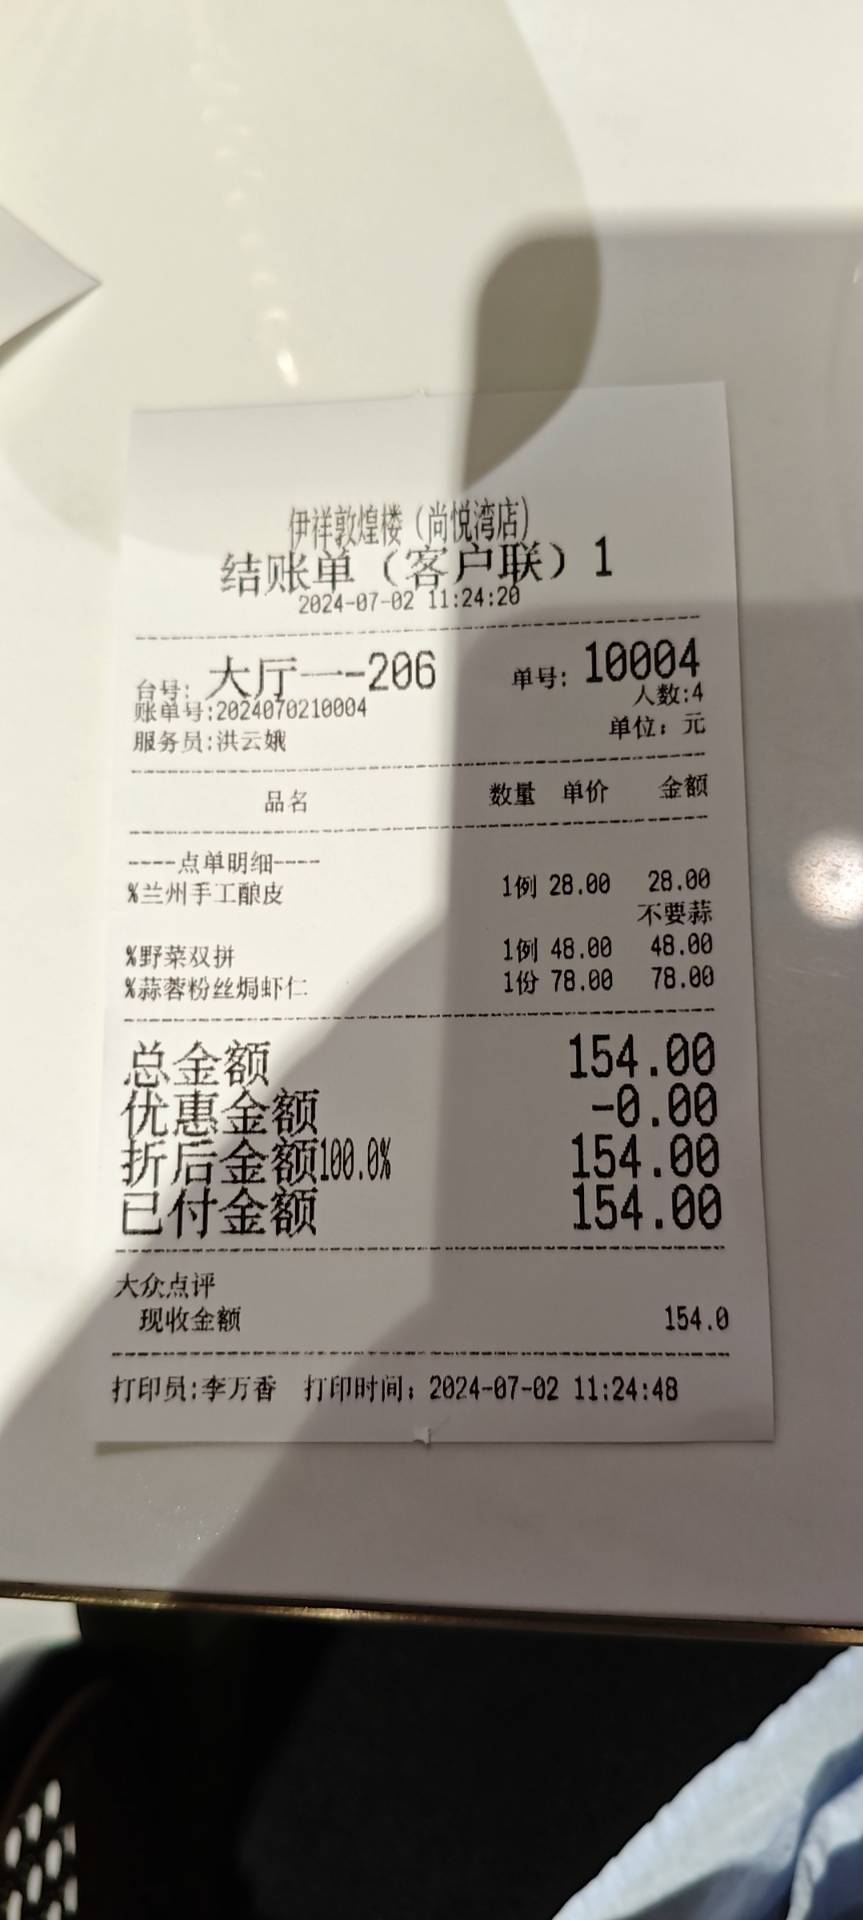 伊祥敦煌楼（尚悦湾店）
结账单（客户联）1
2024-07-02 11:24:20
台号: 大厅一-206 单号: 10004
人数:4
账单号:2024070210004
服务员:洪云娥 单位：元
品名 数量 单价 金额
----点单明细----
%兰州手工酿皮 1例 28.00 28.00
不要蒜
%野菜双拼 1例 48.00 48.00
%蒜蓉粉丝焗虾仁 1份 78.00 78.00
总金额 154.00
优惠金额 -0.00
折后金额100.0% 154.00
已付金额 154.00
大众点评
现收金额 154.0
打印员:李万香 打印时间：2024-07-02 11:24:48